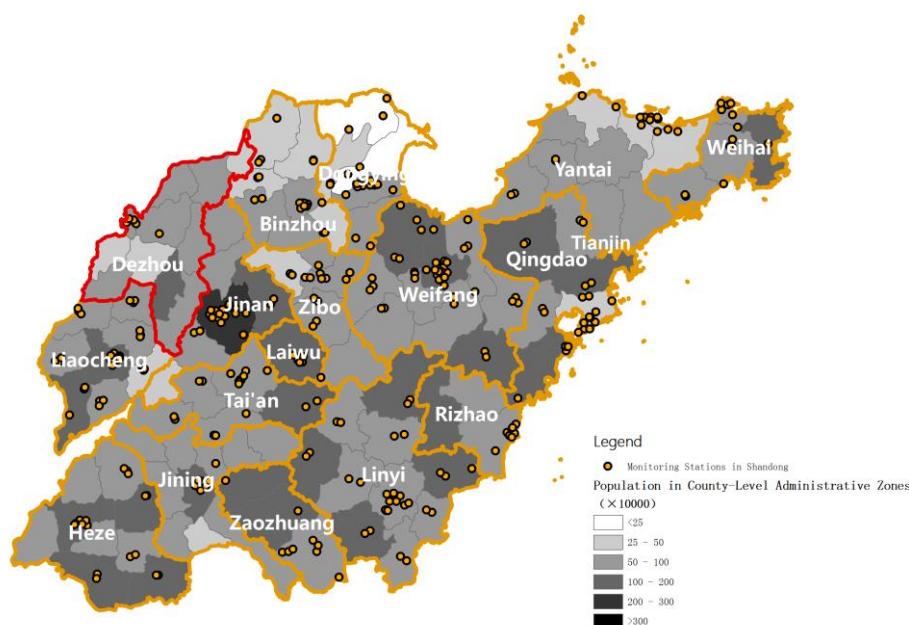 Weihai
Yantai
Dongying
Binzhou
Tianjin
Qingdao
Dezhou
Weifang
Jinan
Zibo
Laiwu
Liaocheng
Tai'an
Rizhao
Linyi
Jining
Zaozhuang
Heze
Legend
Monitoring Stations in Shandong
Population in County-Level Administrative Zones
(×10000)
<25
25 - 50
50 - 100
100 - 200
200 - 300
>300